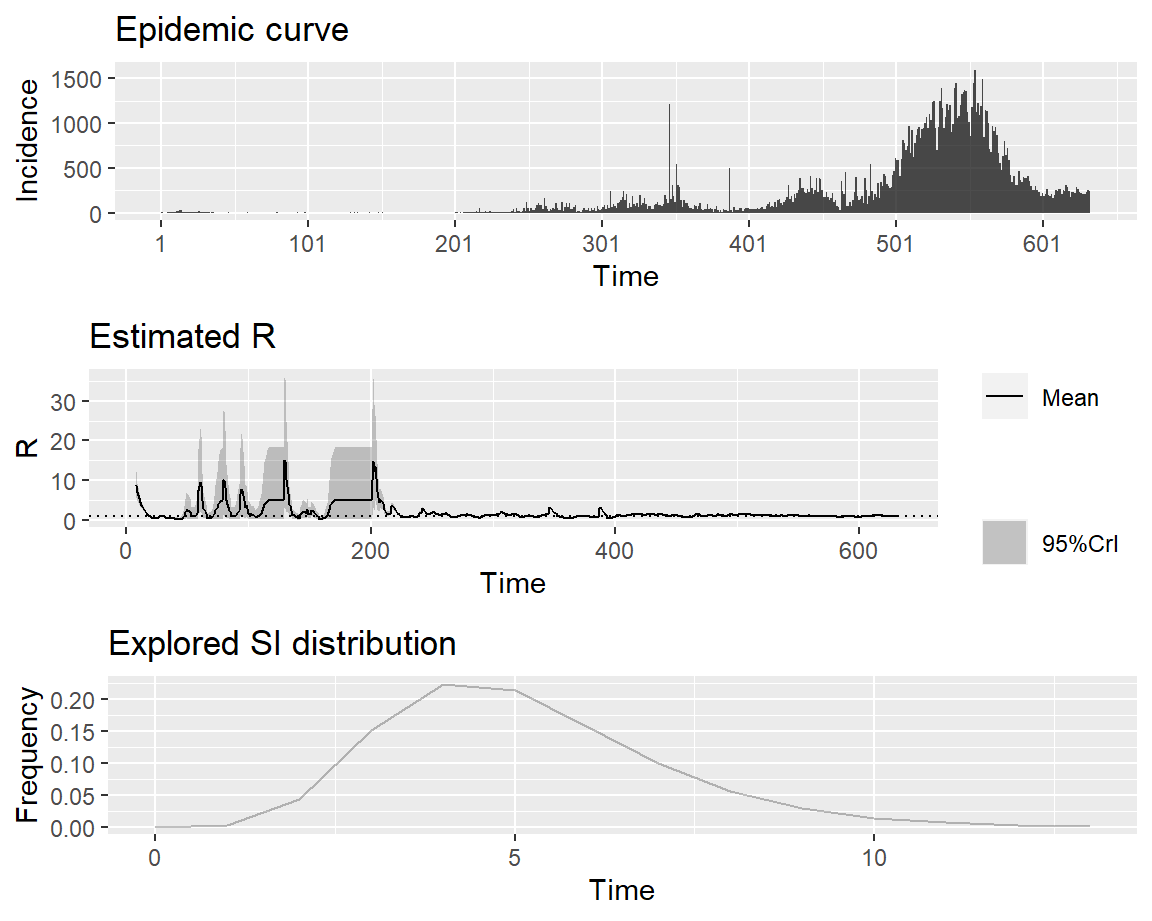 Epidemic curve
Incidence
1500
1000
500
0
1 101 201 301 401 501 601
Time
Estimated R
R
30
20
10
0
0 200 400 600
Time
Mean
95%CrI
Explored SI distribution
Frequency
0.20
0.15
0.10
0.05
0.00
0 5 10
Time